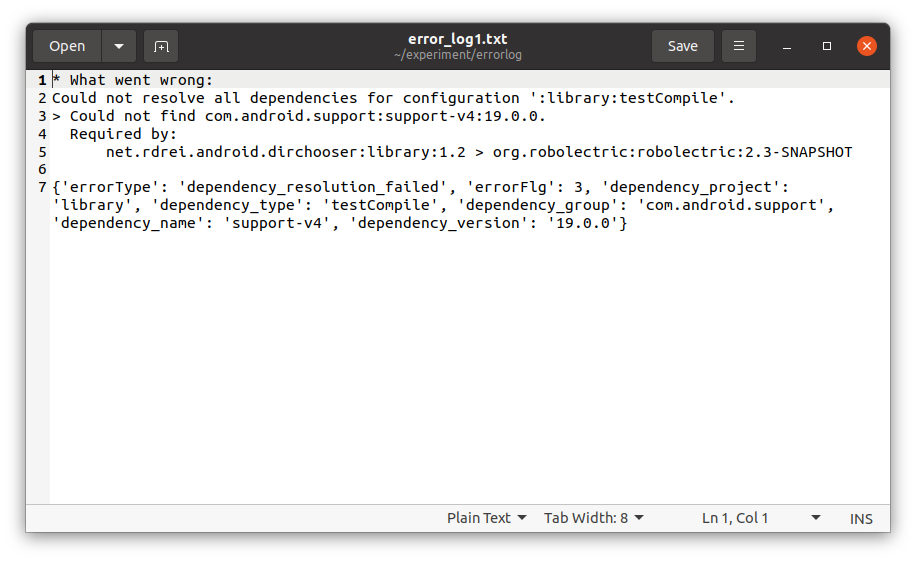 Open
error_log1.txt
~/experiment/errorlog
Save
1 * What went wrong:
2 Could not resolve all dependencies for configuration ':library:testCompile'.
3 > Could not find com.android.support:support-v4:19.0.0.
4   Required by:
5       net.rdrei.android.dirchooser:library:1.2 > org.robolectric:robolectric:2.3-SNAPSHOT
6
7 {'errorType': 'dependency_resolution_failed', 'errorFlg': 3, 'dependency_project':
'library', 'dependency_type': 'testCompile', 'dependency_group': 'com.android.support',
'dependency_name': 'support-v4', 'dependency_version': '19.0.0'}
Plain Text Tab Width: 8 Ln 1, Col 1 INS